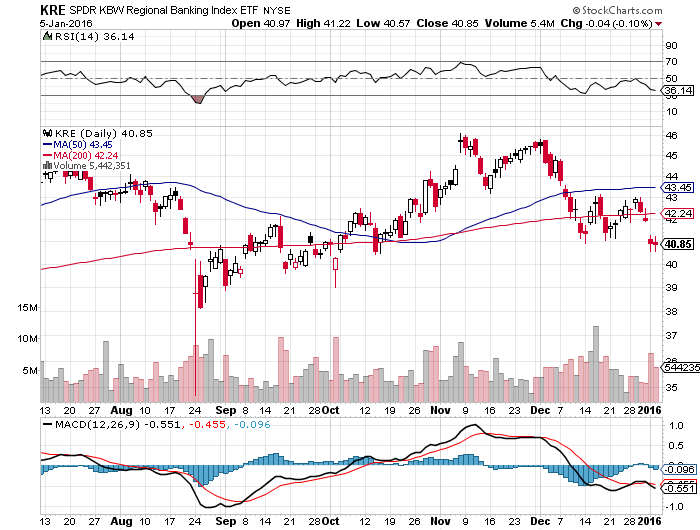 KRE SPDR KBW Regional Banking Index ETF NYSE © StockCharts.com
5-Jan-2016 Open 40.97 High 41.22 Low 40.57 Close 40.85 Volume 5.4M Chg -0.04 (-0.10%)
RSI(14) 36.14
90
70
50
36.14
30
10
KRE (Daily) 40.85
MA(50) 43.45
MA(200) 42.24
Volume 5,442,351
46
45
44
43.45
43
42.24
42
40.85
40
39
38
37
36
35
15M
10M
5M
544235
13 20 27 Aug 10 17 24 Sep 8 14 21 28 Oct 12 19 26 Nov 9 16 23 Dec 7 14 21 28 2016
MACD(12,26,9) -0.551, -0.455, -0.096
1.0
0.5
-0.096
-0.551
-1.0
13 20 27 Aug 10 17 24 Sep 8 14 21 28 Oct 12 19 26 Nov 9 16 23 Dec 7 14 21 28 2016